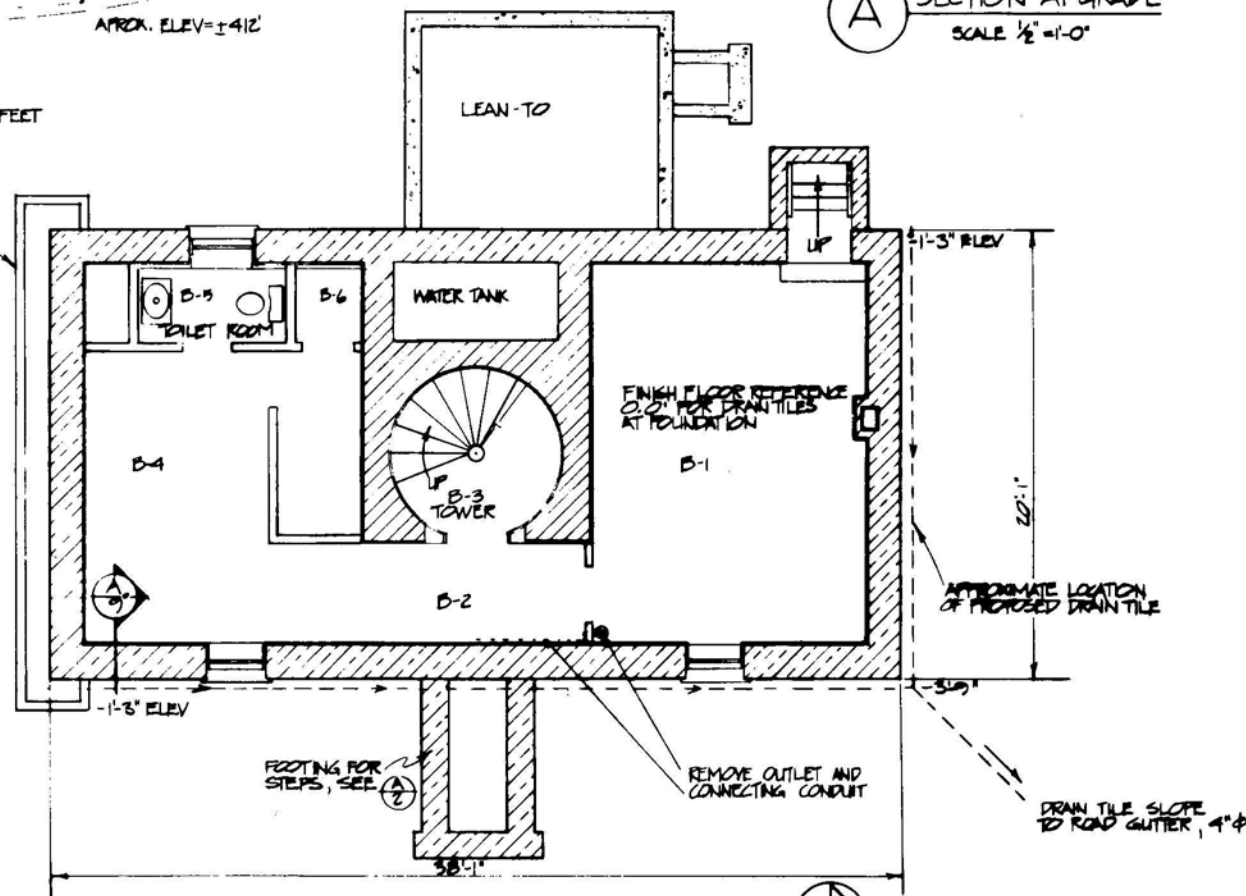 APROX. ELEV=±412'
A
SECTION AT GRADE
SCALE ½"=1'-0"
FEET
LEAN-TO
UP
-1'-3" ELEV
B-5
TOILET ROOM
B-6
WATER TANK
FINISH FLOOR REFERENCE
0.0' FOR DRAIN TILES
AT FOUNDATION
B-4
UP
B-3
TOWER
B-1
20'-1"
A
9
B-2
APPROXIMATE LOCATION
OF PROPOSED DRAIN TILE
-1'-3" ELEV
FOOTING FOR
STEPS, SEE
A
2
REMOVE OUTLET AND
CONNECTING CONDUIT
DRAIN TILE SLOPE
TO ROAD GUTTER, 4"φ
38'-1"